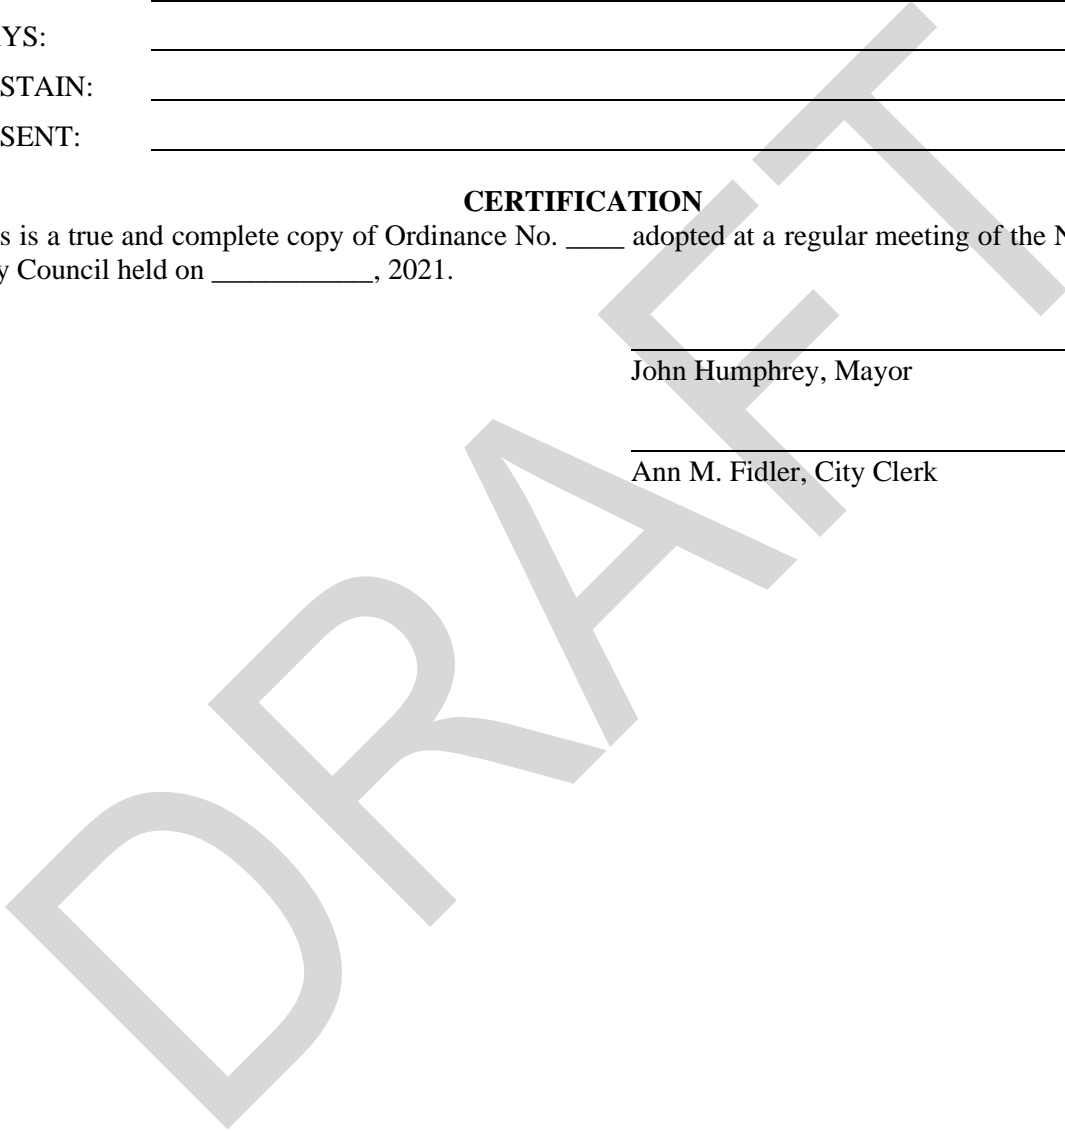 YS:
STAIN:
SENT:
CERTIFICATION
s is a true and complete copy of Ordinance No. ____ adopted at a regular meeting of the N
y Council held on ___________, 2021.
John Humphrey, Mayor
Ann M. Fidler, City Clerk
DRAFT